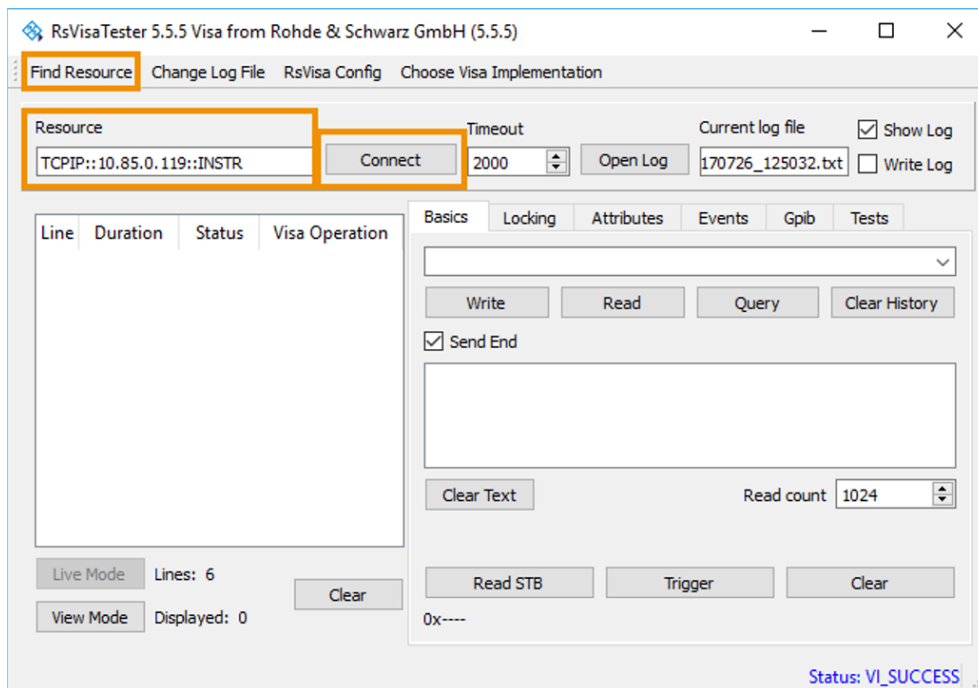 RsVisaTester 5.5.5 Visa from Rohde & Schwarz GmbH (5.5.5)
Find Resource Change Log File RsVisa Config Choose Visa Implementation
Resource Timeout Current log file Show Log
TCPIP::10.85.0.119::INSTR Connect 2000 Open Log 170726_125032.txt Write Log
Basics Locking Attributes Events Gpib Tests
Line Duration Status Visa Operation
Write Read Query Clear History
Send End
Clear Text Read count 1024
Live Mode Lines: 6
Clear
Read STB Trigger Clear
View Mode Displayed: 0
0x----
Status: VI_SUCCESS